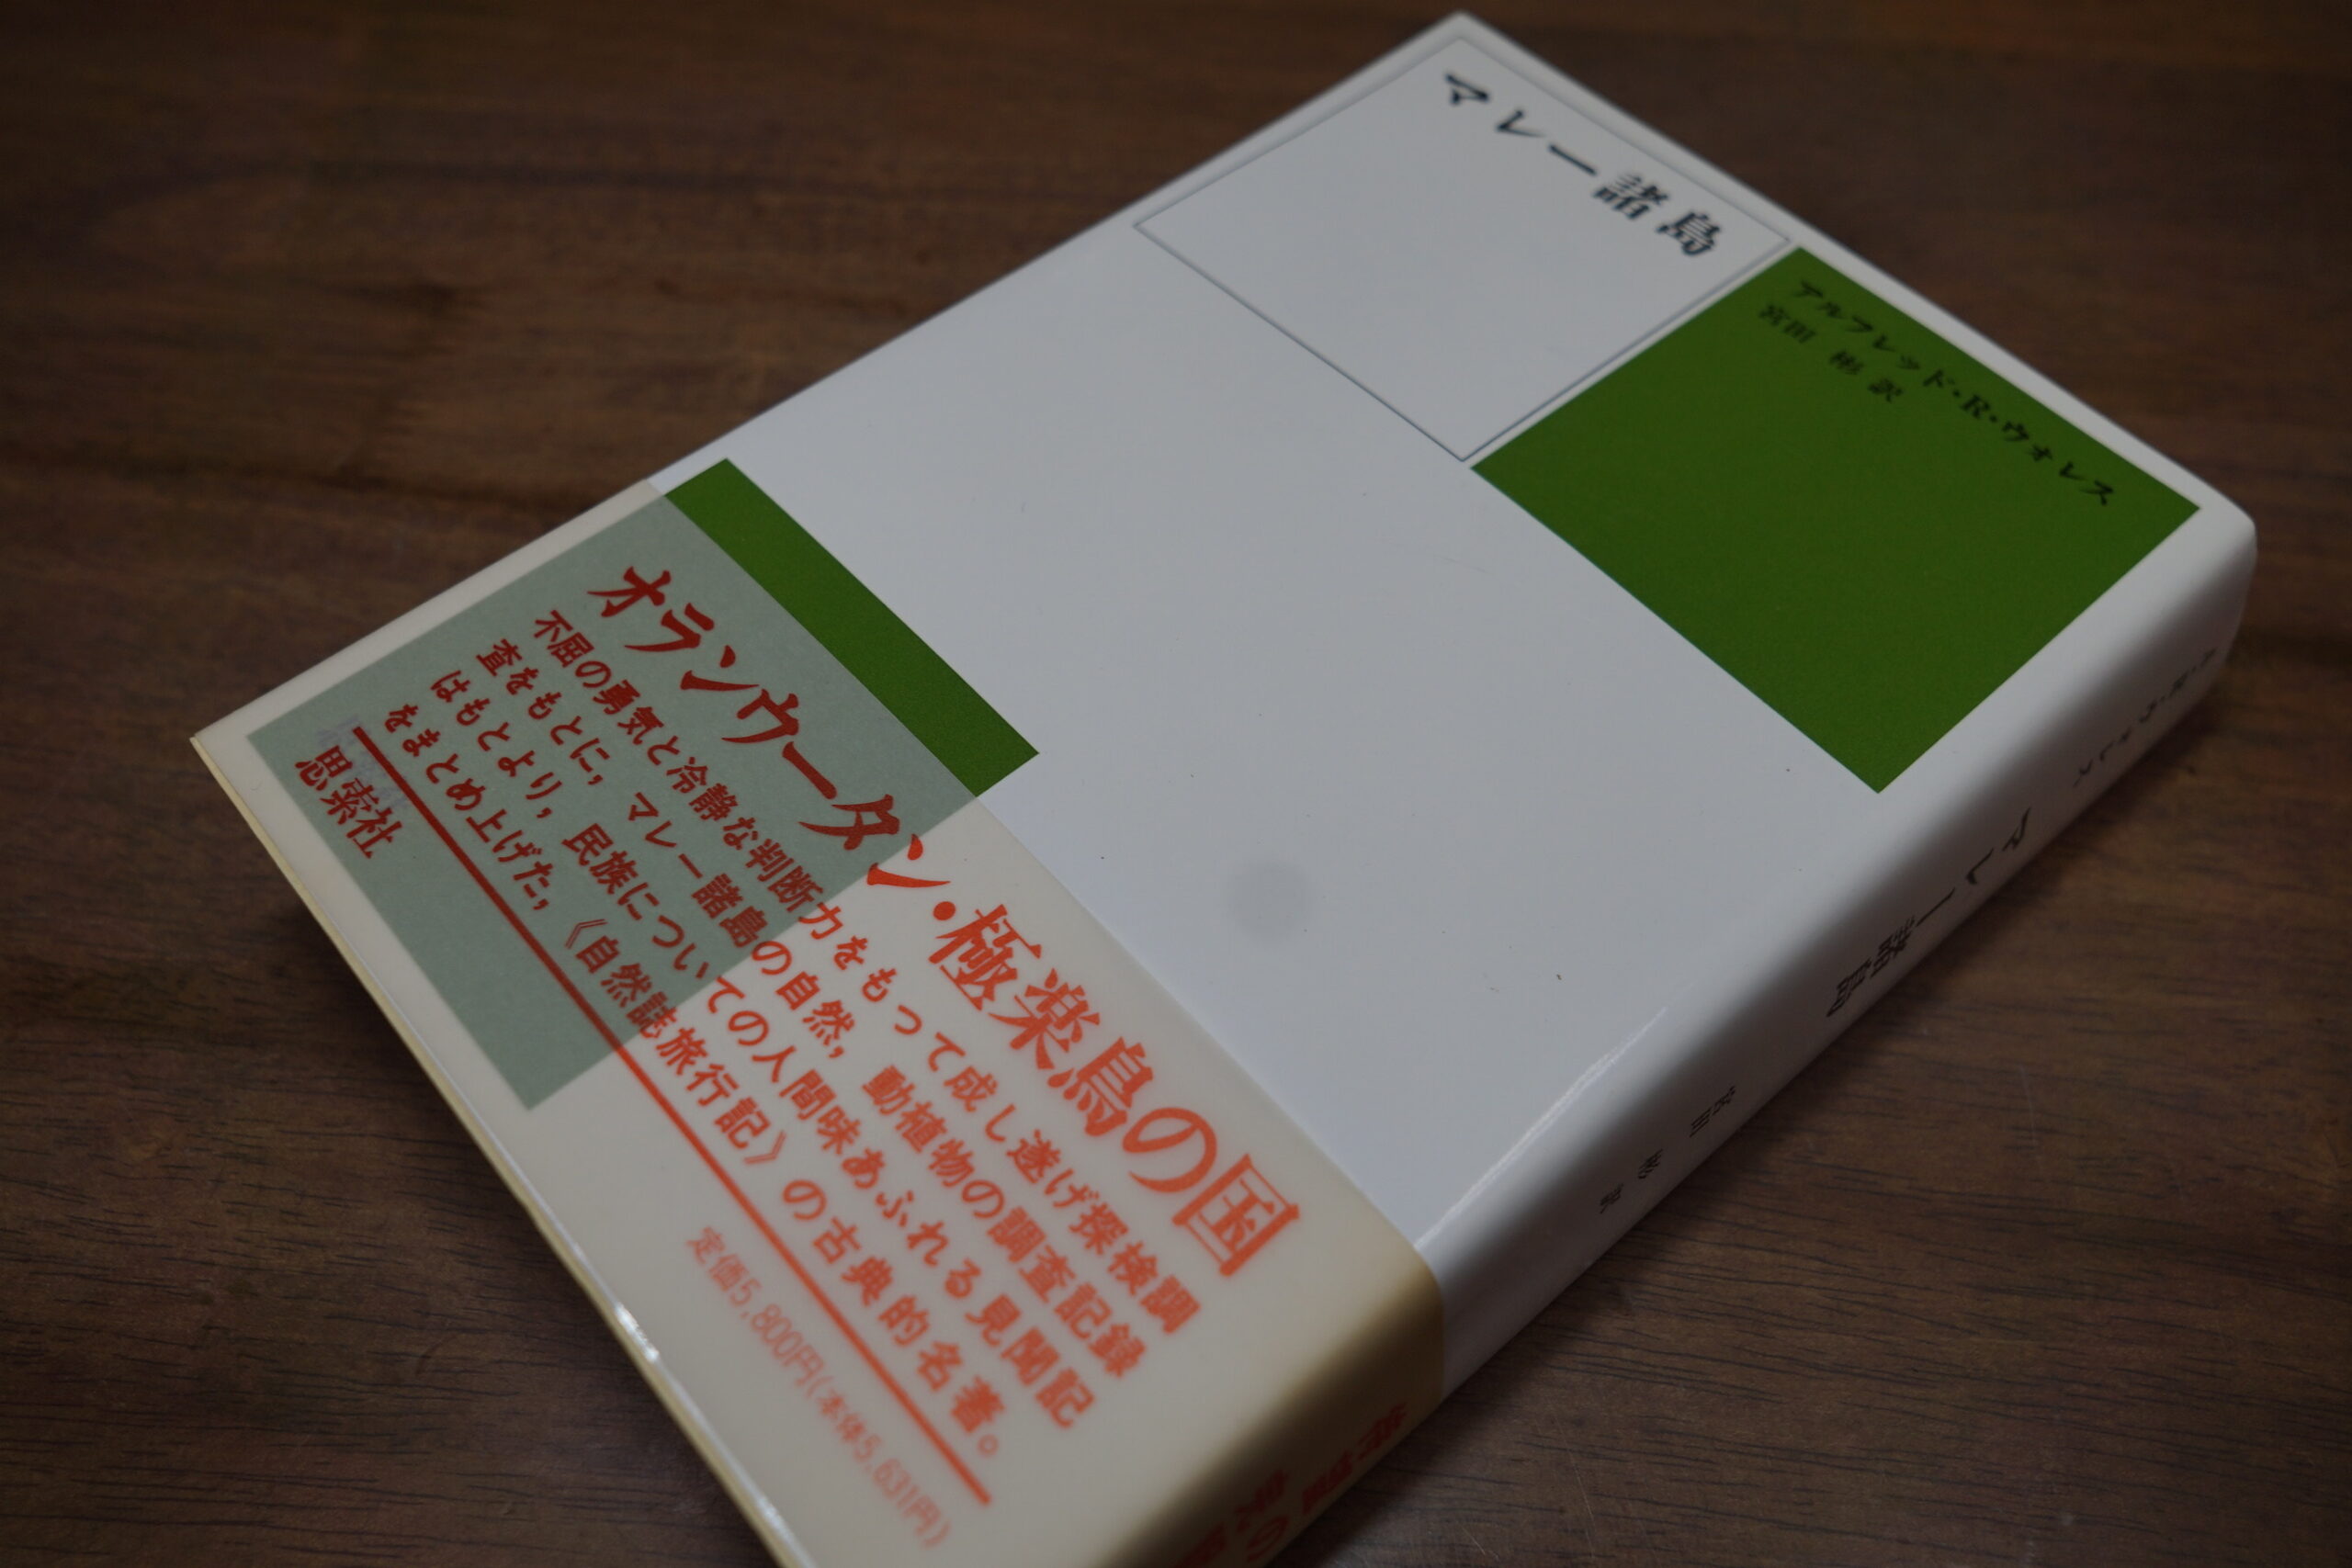 マレー諸島
アルフレッド・R・ウォレス
宮田 彬 訳
オランウータン・極楽鳥の国
不屈の勇気と冷静な判断力をもって成し遂げた探検調
査をもとに，マレー諸島の自然，動植物の調査記録
はもとより，民族についての人間味あふれる見聞記
をまとめ上げた，《自然誌旅行記》の古典的名著。
思索社
定価5,800円(本体5,631円)
マレー諸島
宮田 彬 訳